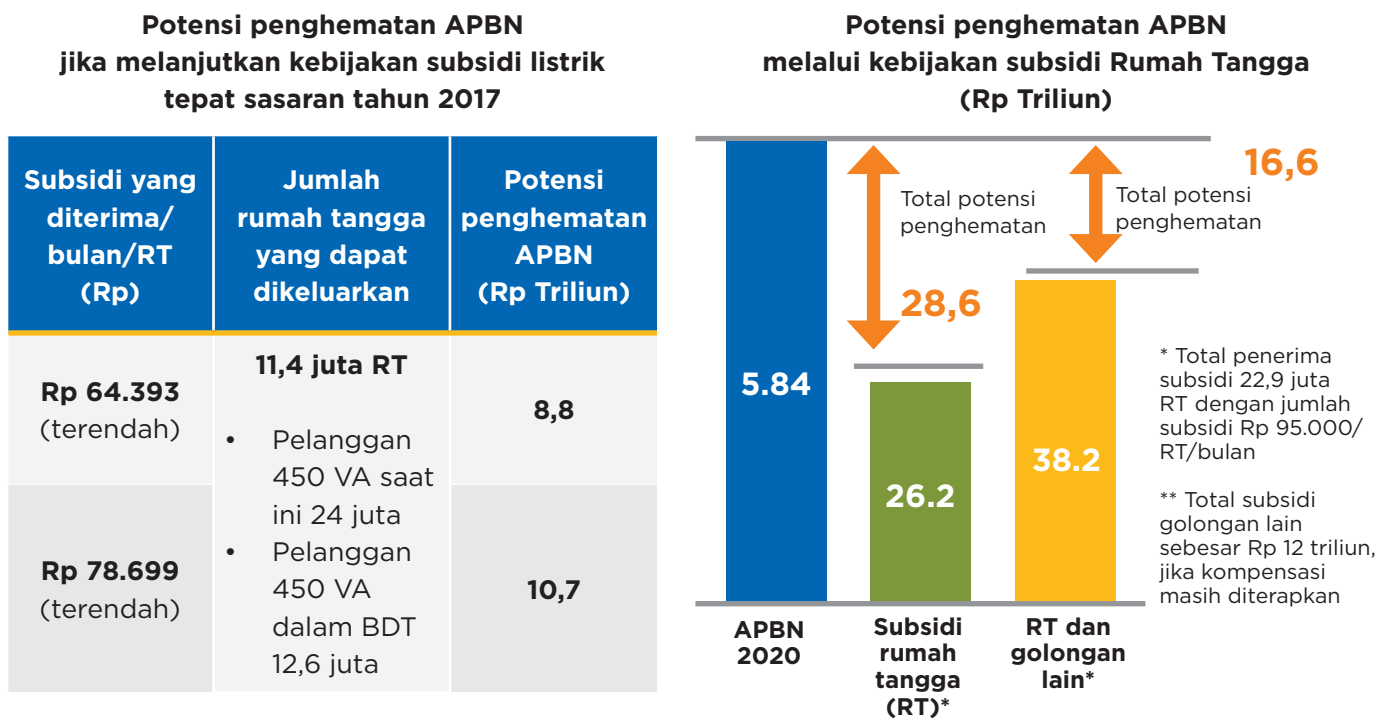 Potensi penghematan APBN
jika melanjutkan kebijakan subsidi listrik
tepat sasaran tahun 2017
Subsidi yang
diterima/
bulan/RT
(Rp)
Jumlah
rumah tangga
yang dapat
dikeluarkan
Potensi
penghematan
APBN
(Rp Triliun)
Rp 64.393
(terendah)
11,4 juta RT
• Pelanggan
450 VA saat
ini 24 juta
• Pelanggan
450 VA
dalam BDT
12,6 juta
8,8
Rp 78.699
(terendah)
10,7
Potensi penghematan APBN
melalui kebijakan subsidi Rumah Tangga
(Rp Triliun)
16,6
Total potensi
penghematan
Total potensi
penghematan
28,6
5.84
26.2
38.2
* Total penerima
subsidi 22,9 juta
RT dengan jumlah
subsidi Rp 95.000/
RT/bulan
** Total subsidi
golongan lain
sebesar Rp 12 triliun,
jika kompensasi
masih diterapkan
APBN
2020
Subsidi
rumah
tangga
(RT)*
RT dan
golongan
lain*